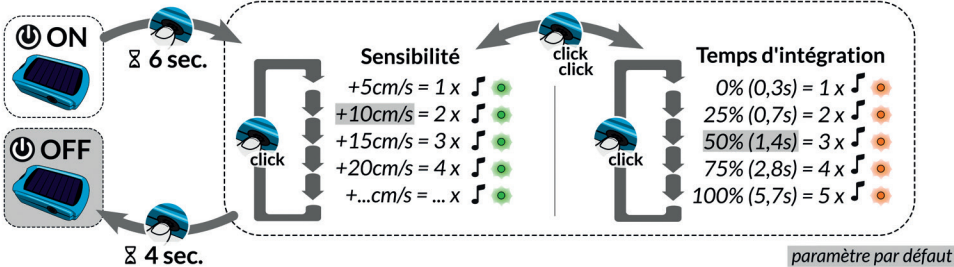 ON
6 sec.
OFF
4 sec.
Sensibilité
+5cm/s = 1 x
+10cm/s = 2 x
+15cm/s = 3 x
+20cm/s = 4 x
+...cm/s = ... x
click
click
click
Temps d'intégration
0% (0,3s) = 1 x
25% (0,7s) = 2 x
50% (1,4s) = 3 x
75% (2,8s) = 4 x
100% (5,7s) = 5 x
click
paramètre par défaut